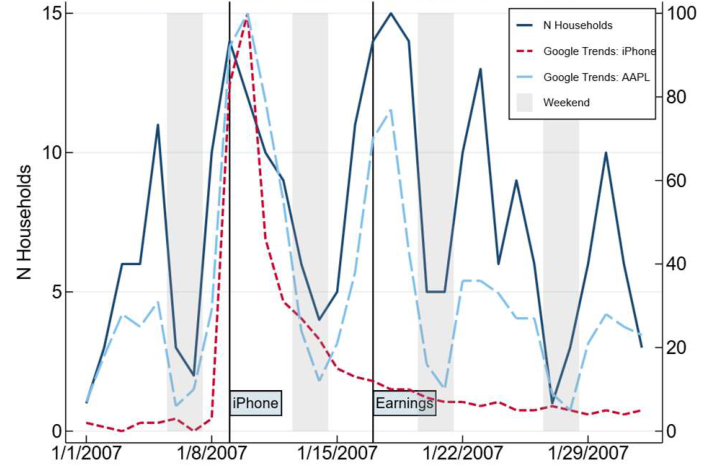 15
10
5
0
N Households
100
80
60
40
20
0
N Households
Google Trends: iPhone
Google Trends: AAPL
Weekend
iPhone
Earnings
1/1/2007
1/8/2007
1/15/2007
1/22/2007
1/29/2007